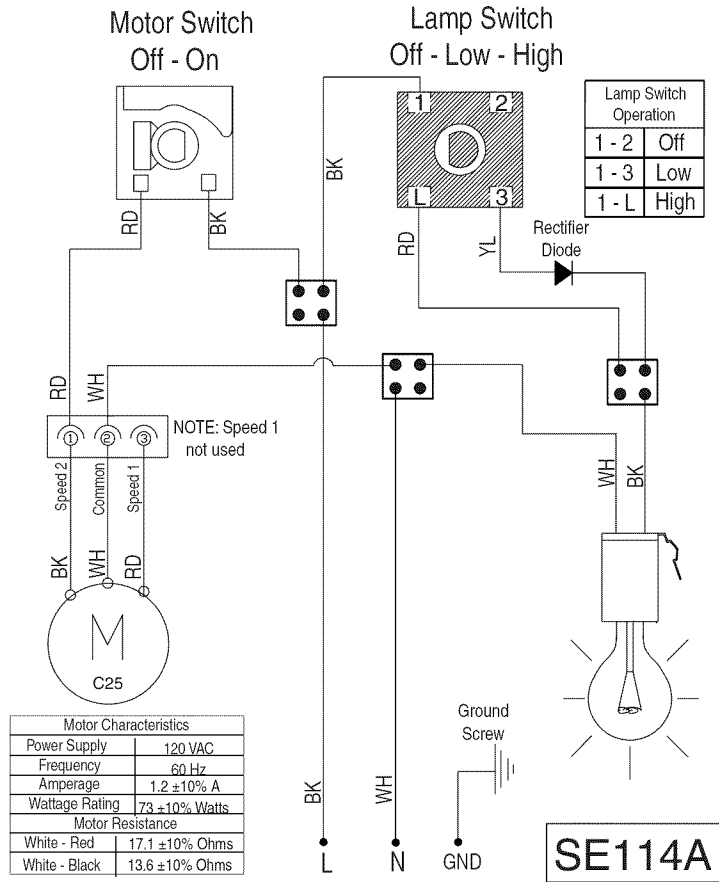 Motor Switch
Off - On
Lamp Switch
Off - Low - High
1
2
L
3
Lamp Switch
Operation
1 - 2 Off
1 - 3 Low
1 - L High
BK
RD
BK
RD
YL
Rectifier
Diode
RD
WH
1
2
3
NOTE: Speed 1
not used
Speed 2
Common
Speed 1
WH
BK
BK
WH
RD
M
C25
Motor Characteristics
Power Supply 120 VAC
Frequency 60 Hz
Amperage 1.2 ±10% A
Wattage Rating 73 ±10% Watts
Motor Resistance
White - Red 17.1 ±10% Ohms
White - Black 13.6 ±10% Ohms
BK
WH
Ground
Screw
L
N
GND
SE114A